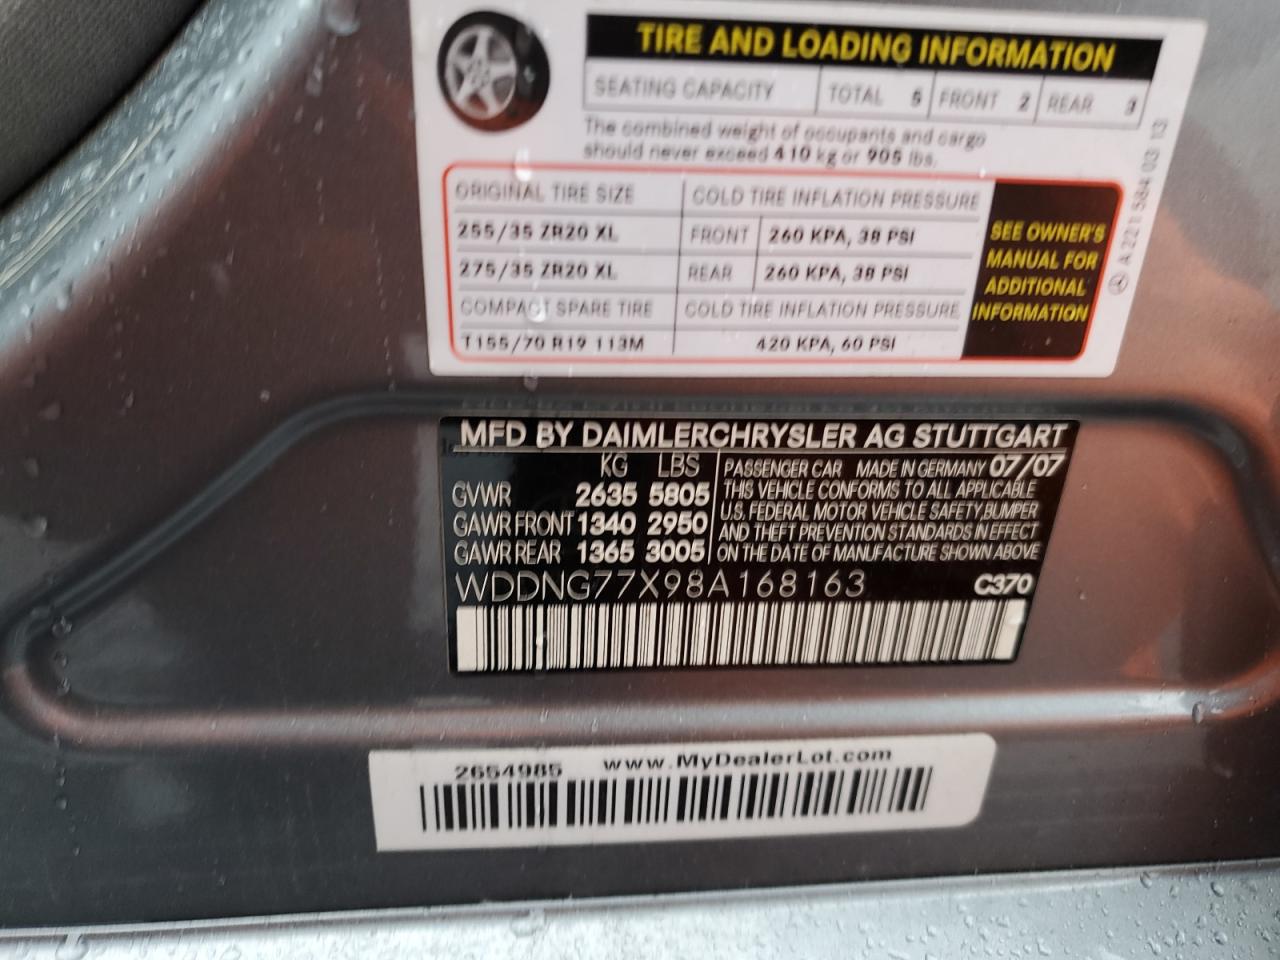 TIRE AND LOADING INFORMATION
SEATING CAPACITY TOTAL 5 FRONT 2 REAR 3
The combined weight of occupants and cargo
should never exceed 410 kg or 905 lbs.
ORIGINAL TIRE SIZE COLD TIRE INFLATION PRESSURE
255/35 ZR20 XL FRONT 260 KPA, 38 PSI
275/35 ZR20 XL REAR 260 KPA, 38 PSI
COMPACT SPARE TIRE COLD TIRE INFLATION PRESSURE
T155/70 R19 113M 420 KPA, 60 PSI
SEE OWNER'S
MANUAL FOR
ADDITIONAL
INFORMATION
A 221 584 03 13
MFD BY DAIMLERCHRYSLER AG STUTTGART
KG LBS
GVWR 2635 5805
GAWR FRONT 1340 2950
GAWR REAR 1365 3005
PASSENGER CAR MADE IN GERMANY 07/07
THIS VEHICLE CONFORMS TO ALL APPLICABLE
U.S. FEDERAL MOTOR VEHICLE SAFETY,BUMPER
AND THEFT PREVENTION STANDARDS IN EFFECT
ON THE DATE OF MANUFACTURE SHOWN ABOVE
WDDNG77X98A168163 C370
2654985 www.MyDealerLot.com